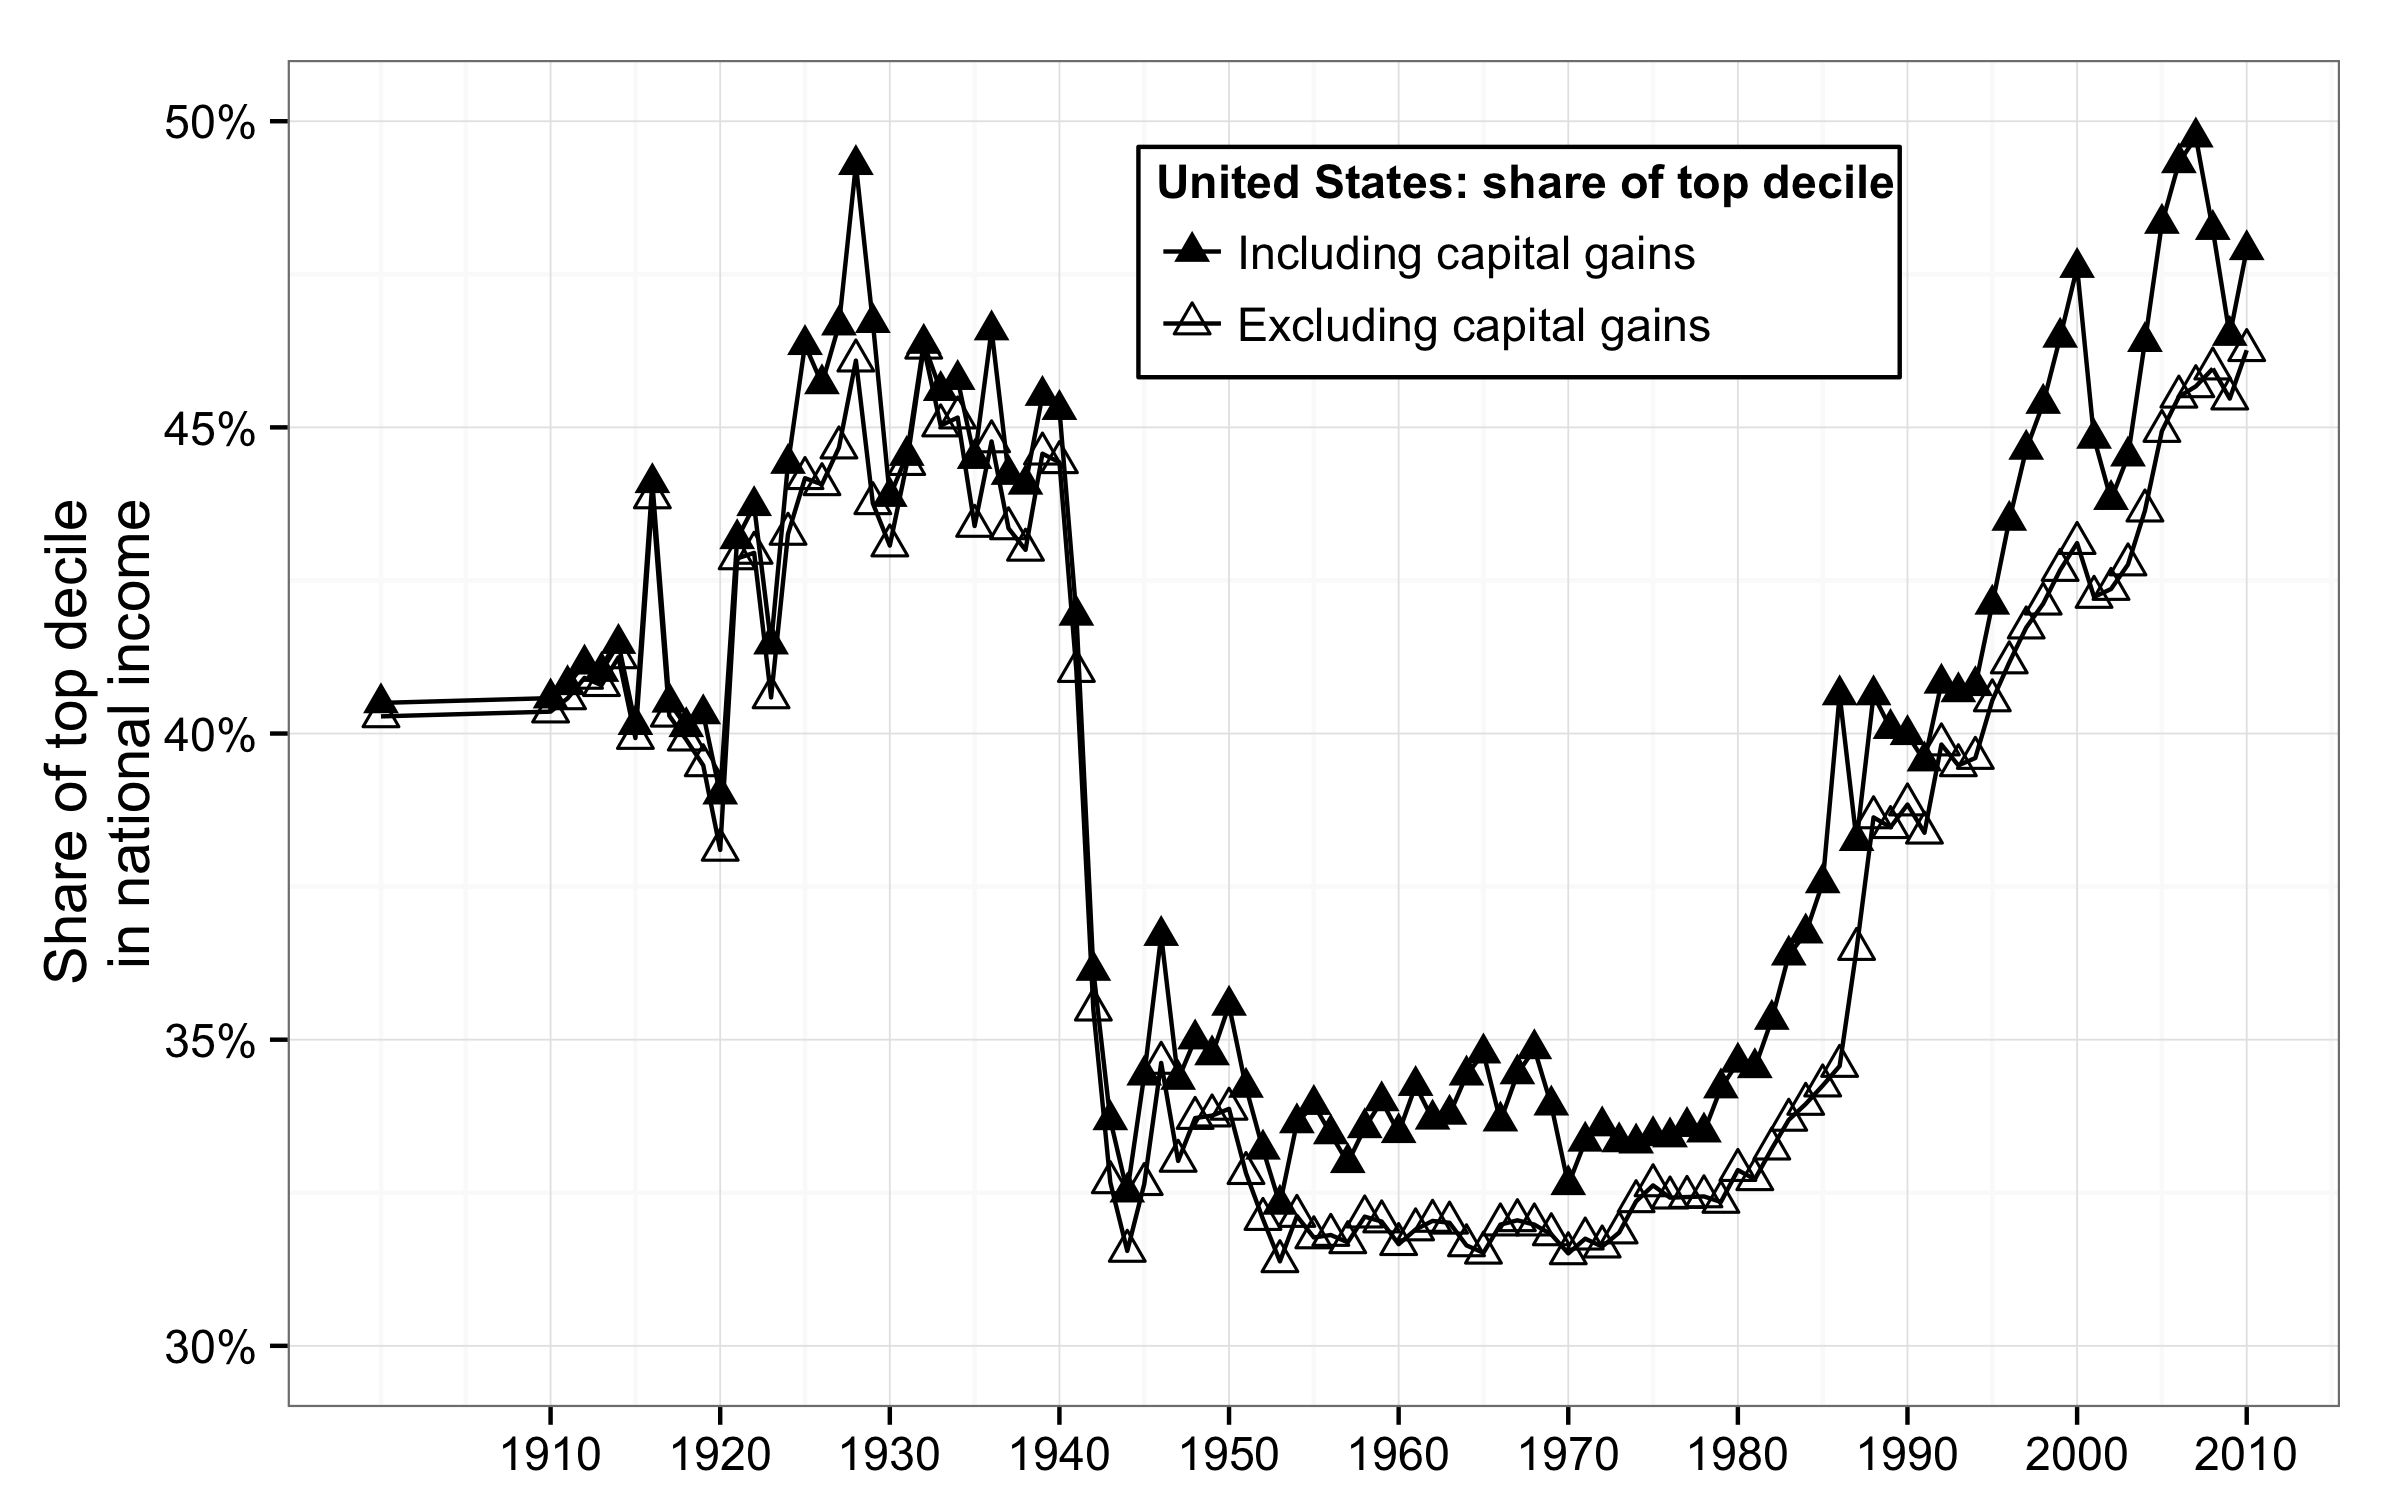 Share of top decile
in national income
50%
45%
40%
35%
30%
United States: share of top decile
Including capital gains
Excluding capital gains
1910 1920 1930 1940 1950 1960 1970 1980 1990 2000 2010